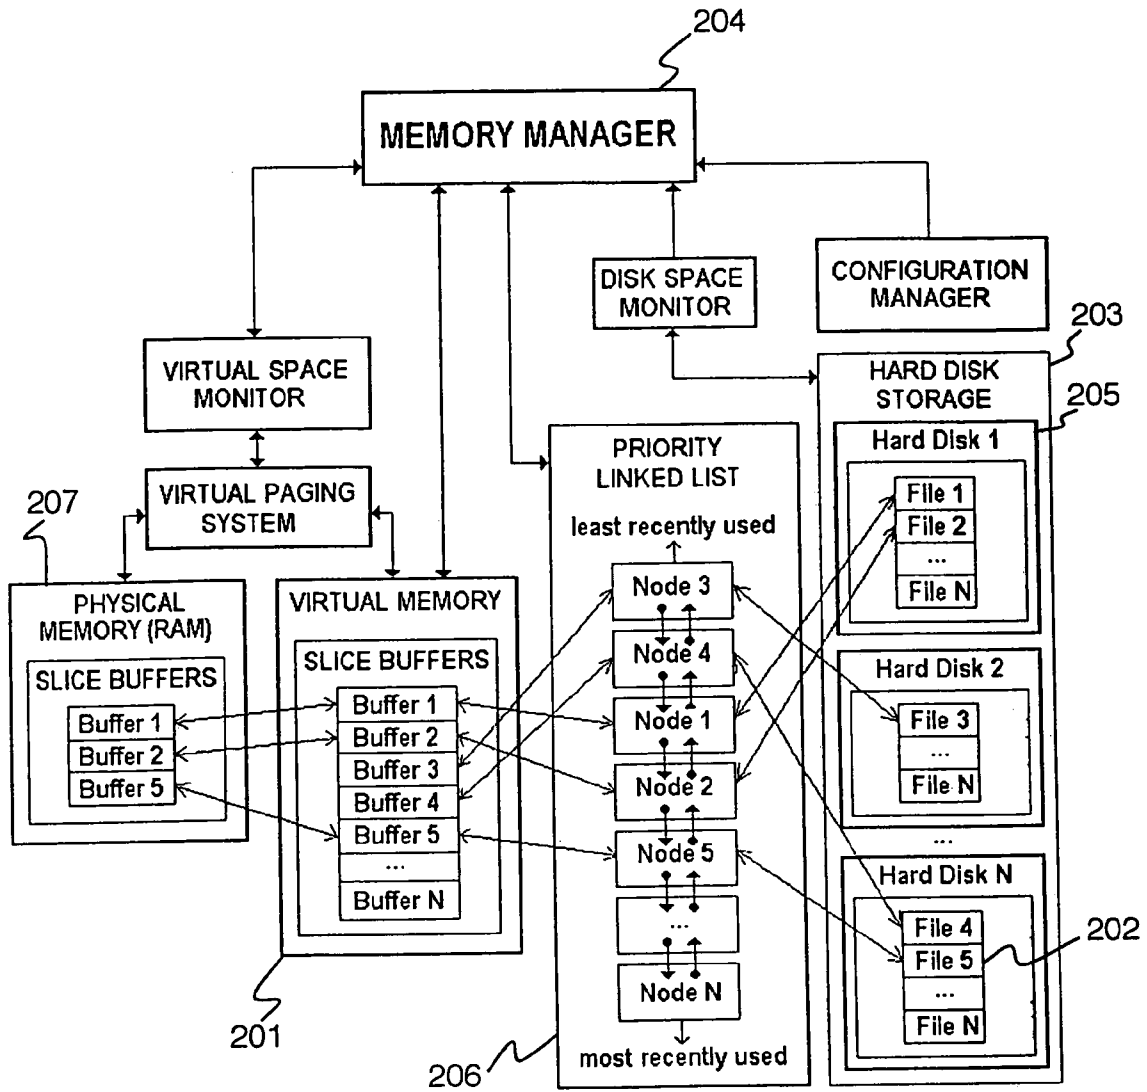 204
MEMORY MANAGER
DISK SPACE
MONITOR
CONFIGURATION
MANAGER
203
VIRTUAL SPACE
MONITOR
HARD DISK
STORAGE
205
Hard Disk 1
File 1
File 2
...
File N
PRIORITY
LINKED LIST
least recently used
207
VIRTUAL PAGING
SYSTEM
PHYSICAL
MEMORY (RAM)
SLICE BUFFERS
Buffer 1
Buffer 2
Buffer 5
VIRTUAL MEMORY
SLICE BUFFERS
Buffer 1
Buffer 2
Buffer 3
Buffer 4
Buffer 5
...
Buffer N
Node 3
Node 4
Node 1
Node 2
Node 5
...
Node N
most recently used
Hard Disk 2
File 3
...
File N
...
Hard Disk N
File 4
File 5
...
File N
202
201
206